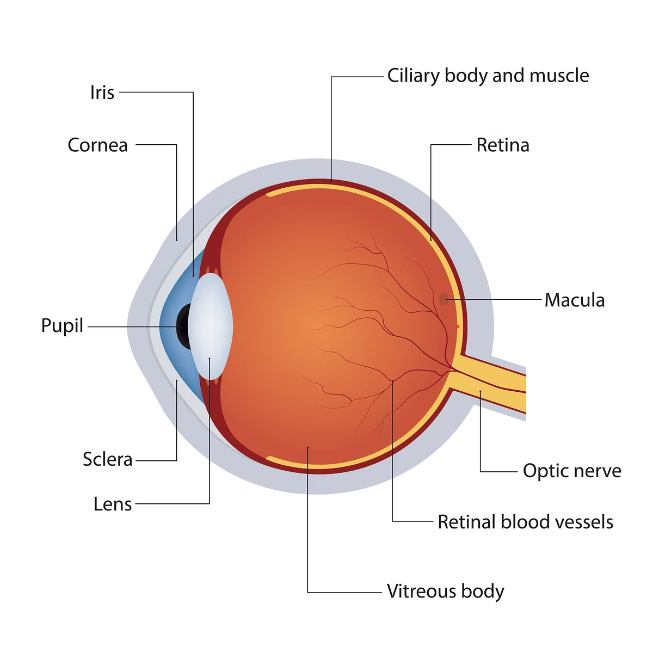 Ciliary body and muscle
Iris
Cornea
Retina
Macula
Pupil
Sclera
Optic nerve
Lens
Retinal blood vessels
Vitreous body